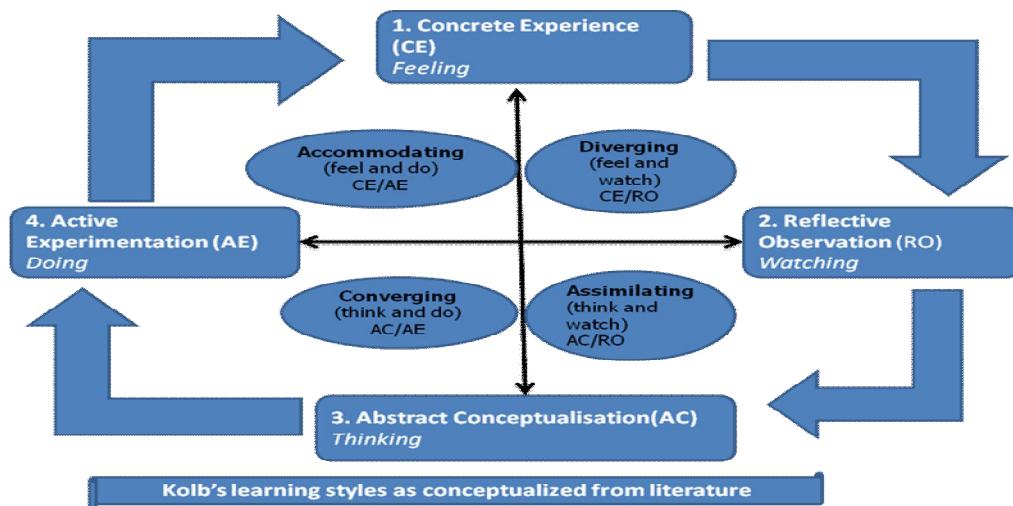 1. Concrete Experience
(CE)
Feeling
Accommodating
(feel and do)
CE/AE
Diverging
(feel and
watch)
CE/RO
4. Active
Experimentation (AE)
Doing
2. Reflective
Observation (RO)
Watching
Converging
(think and do)
AC/AE
Assimilating
(think and
watch)
AC/RO
3. Abstract Conceptualisation(AC)
Thinking
Kolb's learning styles as conceptualized from literature